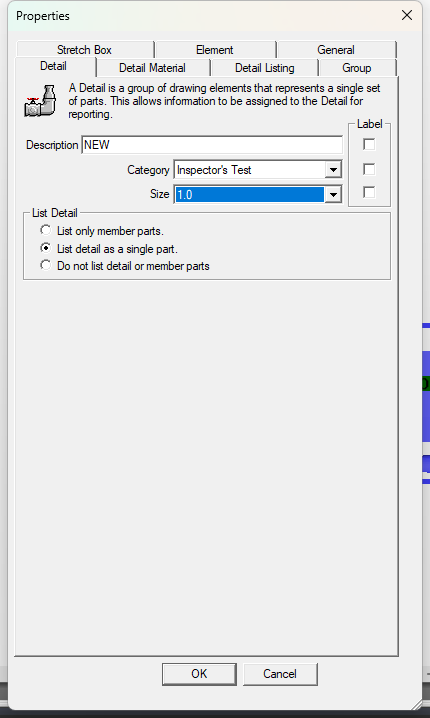 Properties
Stretch Box Element General
Detail Detail Material Detail Listing Group
A Detail is a group of drawing elements that represents a single set
of parts. This allows information to be assigned to the Detail for
reporting.
Label
Description NEW
Category Inspector's Test
Size 1.0
List Detail
List only member parts.
List detail as a single part.
Do not list detail or member parts
OK Cancel